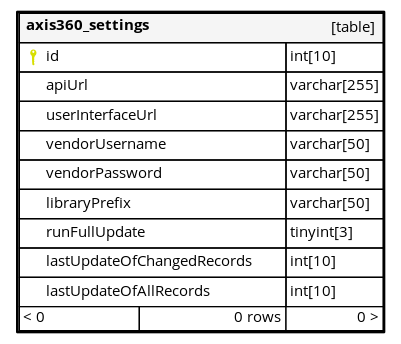 axis360_settings [table]
id int[10]
apiUrl varchar[255]
userInterfaceUrl varchar[255]
vendorUsername varchar[50]
vendorPassword varchar[50]
libraryPrefix varchar[50]
runFullUpdate tinyint[3]
lastUpdateOfChangedRecords int[10]
lastUpdateOfAllRecords int[10]
< 0 0 rows 0 >